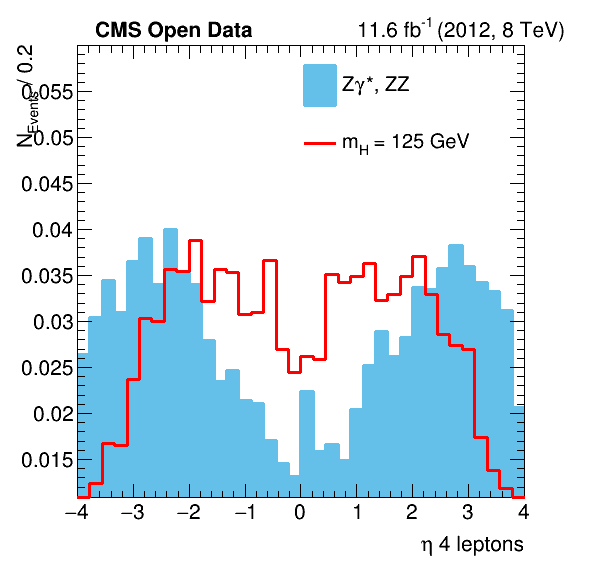 CMS Open Data 11.6 fb⁻¹ (2012, 8 TeV)
N_Events / 0.2
Zγ*, ZZ
m_H = 125 GeV
0.055
0.05
0.045
0.04
0.035
0.03
0.025
0.02
0.015
−4 −3 −2 −1 0 1 2 3 4
η 4 leptons